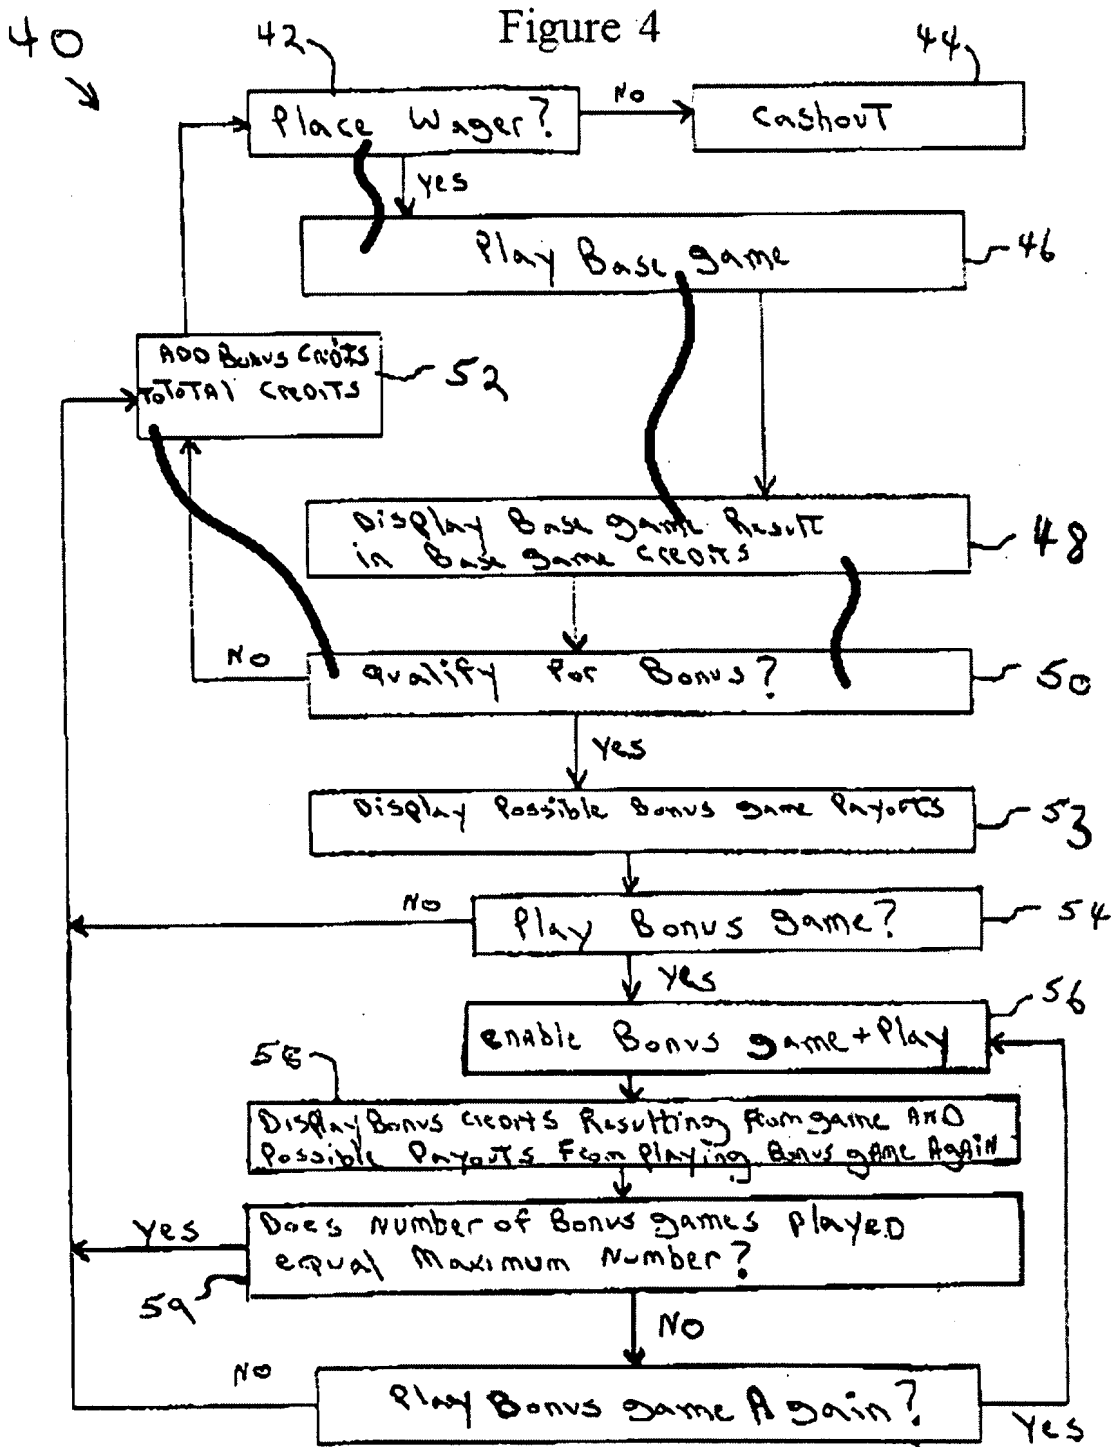 Figure 4
40
42
44
Place Wager?
No
Cashout
Yes
Play Base game
46
ADD Bonus Credits
To Total Credits
52
Display Base game Result
in Base game Credits
48
No
Qualify For Bonus?
50
Yes
Display Possible Bonus game Payouts
53
No
Play Bonus game?
54
Yes
56
enable Bonus game + Play
58
Display Bonus Credits Resulting From game AND
Possible Payouts From Playing Bonus game Again
Yes
Does Number of Bonus games Played
equal Maximum Number?
59
No
No
Play Bonus game Again?
Yes